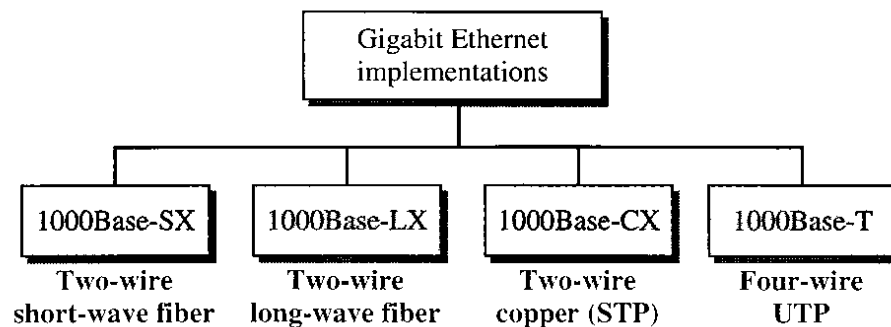 Gigabit Ethernet
implementations
1000Base-SX
1000Base-LX
1000Base-CX
1000Base-T
Two-wire
short-wave fiber
Two-wire
long-wave fiber
Two-wire
copper (STP)
Four-wire
UTP